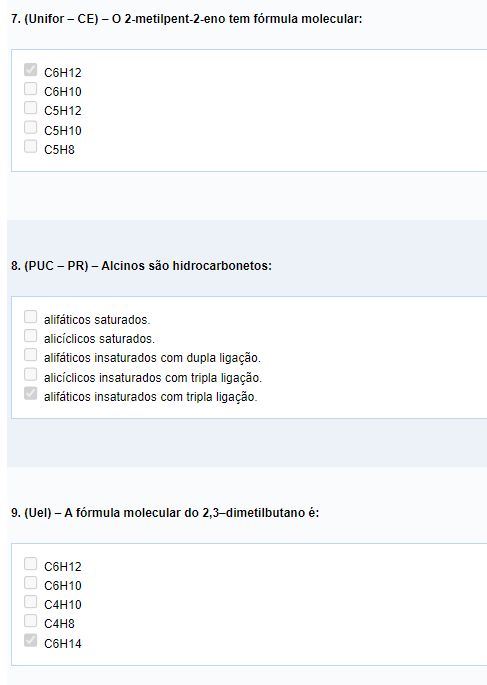 7. (Unifor – CE) – O 2-metilpent-2-eno tem fórmula molecular:
C6H12
C6H10
C5H12
C5H10
C5H8
8. (PUC – PR) – Alcinos são hidrocarbonetos:
alifáticos saturados.
alicíclicos saturados.
alifáticos insaturados com dupla ligação.
alicíclicos insaturados com tripla ligação.
alifáticos insaturados com tripla ligação.
9. (Uel) – A fórmula molecular do 2,3–dimetilbutano é:
C6H12
C6H10
C4H10
C4H8
C6H14